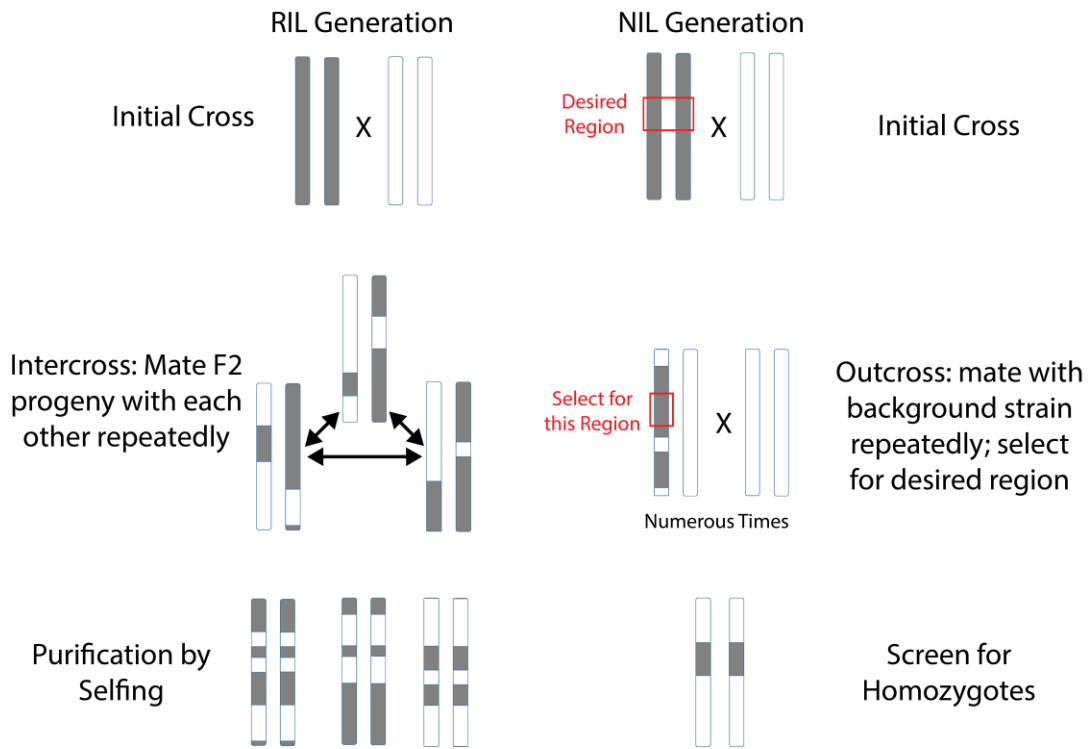 RIL Generation
NIL Generation
Initial Cross
X
Desired
Region
X
Initial Cross
Intercross: Mate F2
progeny with each
other repeatedly
Select for
this Region
X
Numerous Times
Outcross: mate with
background strain
repeatedly; select
for desired region
Purification by
Selfing
Screen for
Homozygotes